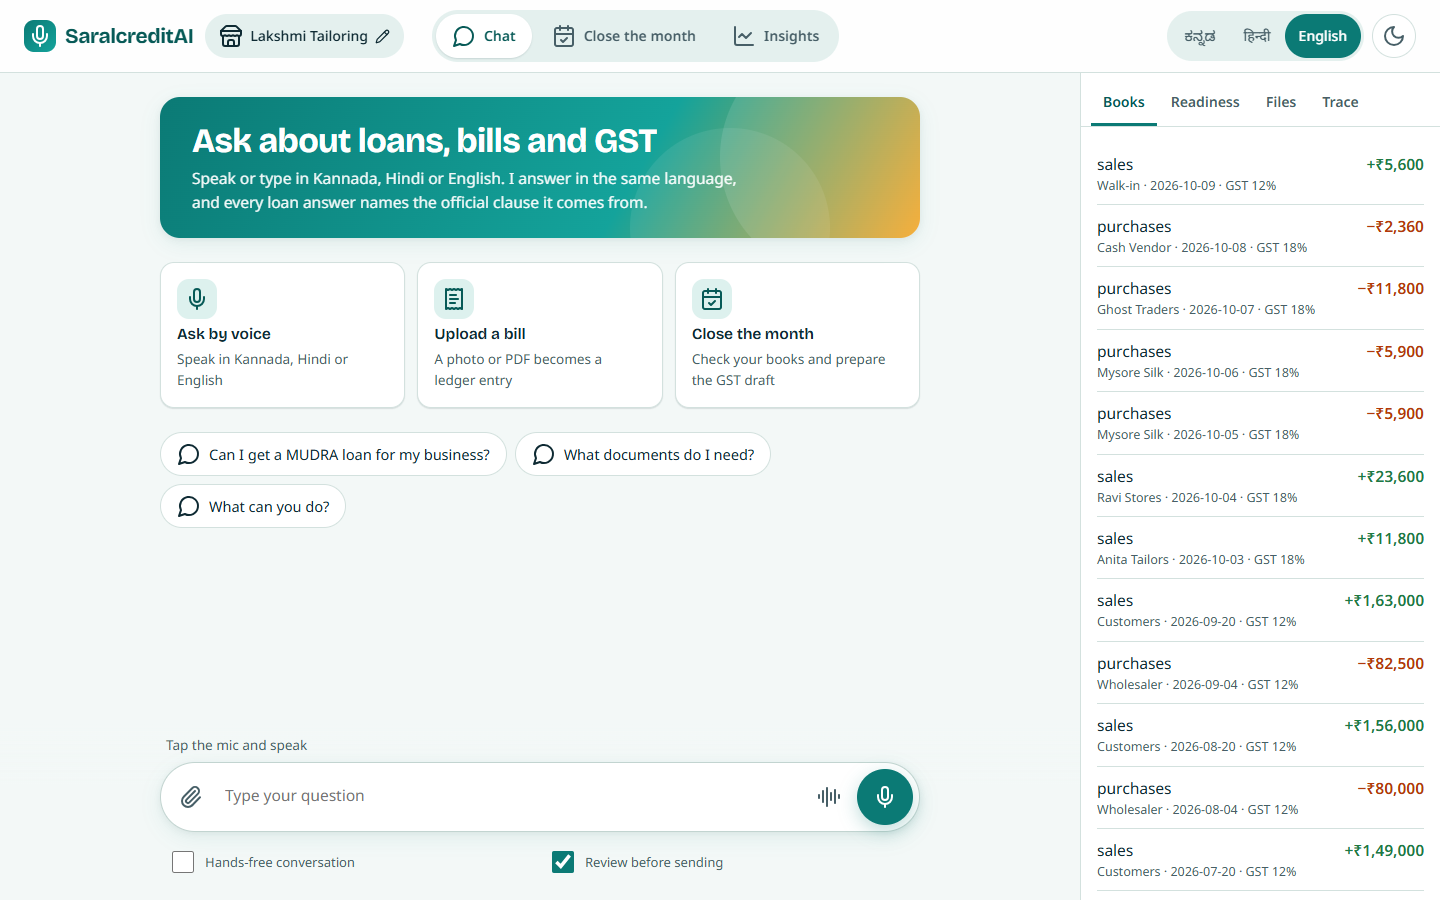 SaralcreditAI
Lakshmi Tailoring
Chat
Close the month
Insights
ಕನ್ನಡ
हिन्दी
English
Ask about loans, bills and GST
Speak or type in Kannada, Hindi or English. I answer in the same language,
and every loan answer names the official clause it comes from.
Ask by voice
Speak in Kannada, Hindi or
English
Upload a bill
A photo or PDF becomes a
ledger entry
Close the month
Check your books and prepare
the GST draft
Can I get a MUDRA loan for my business?
What documents do I need?
What can you do?
Tap the mic and speak
Type your question
Hands-free conversation
Review before sending
Books
Readiness
Files
Trace
sales +₹5,600
Walk-in · 2026-10-09 · GST 12%
purchases −₹2,360
Cash Vendor · 2026-10-08 · GST 18%
purchases −₹11,800
Ghost Traders · 2026-10-07 · GST 18%
purchases −₹5,900
Mysore Silk · 2026-10-06 · GST 18%
purchases −₹5,900
Mysore Silk · 2026-10-05 · GST 18%
sales +₹23,600
Ravi Stores · 2026-10-04 · GST 18%
sales +₹11,800
Anita Tailors · 2026-10-03 · GST 18%
sales +₹1,63,000
Customers · 2026-09-20 · GST 12%
purchases −₹82,500
Wholesaler · 2026-09-04 · GST 12%
sales +₹1,56,000
Customers · 2026-08-20 · GST 12%
purchases −₹80,000
Wholesaler · 2026-08-04 · GST 12%
sales +₹1,49,000
Customers · 2026-07-20 · GST 12%